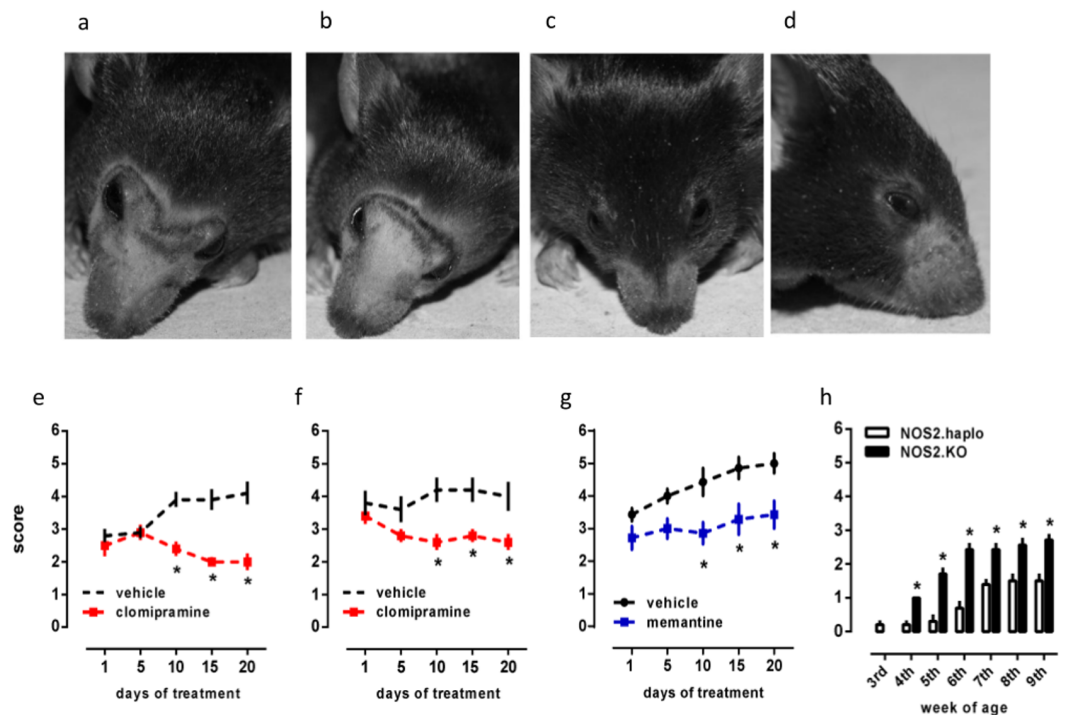 a b c d
e f g h
score
6
5
4
3
2
1
0
vehicle
clomipramine
1 5 10 15 20
days of treatment
6
5
4
3
2
1
0
vehicle
clomipramine
1 5 10 15 20
days of treatment
6
5
4
3
2
1
0
*
*
*
vehicle
memantine
1 5 10 15 20
days of treatment
6
5
4
3
2
1
0
NOS2.haplo
NOS2.KO
3rd 4th 5th 6th 7th 8th 9th
week of age